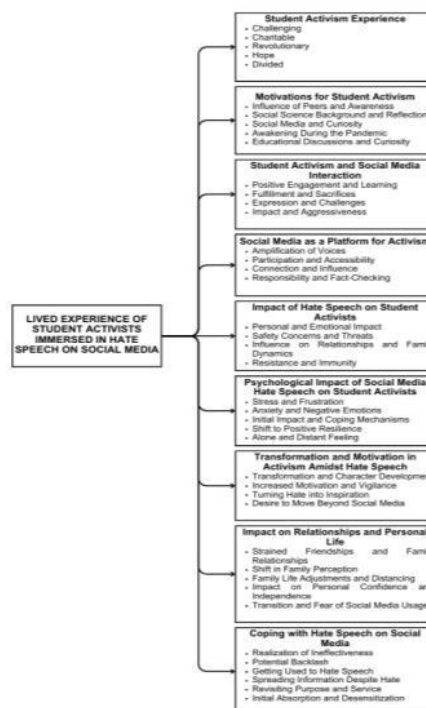 Student Activism Experience
- Challenging
- Charitable
- Revolutionary
- Hope
- Divided
Motivations for Student Activism
- Influence of Peers and Awareness
- Social Science Background and Reflection
- Social Media and Curiosity
- Awakening During the Pandemic
- Educational Discussions and Curiosity
Student Activism and Social Media
Interaction
- Positive Engagement and Learning
- Fulfillment and Sacrifices
- Expression and Challenges
- Impact and Aggressiveness
Social Media as a Platform for Activism
- Amplification of Voices
- Participation and Accessibility
- Connection and Influence
- Responsibility and Fact-Checking
LIVED EXPERIENCE OF
STUDENT ACTIVISTS
IMMERSED IN HATE
SPEECH ON SOCIAL MEDIA
Impact of Hate Speech on Student
Activists
- Personal and Emotional Impact
- Safety Concerns and Threats
- Influence on Relationships and Fami
Dynamics
- Resistance and Immunity
Psychological Impact of Social Media
Hate Speech on Student Activists
- Stress and Frustration
- Anxiety and Negative Emotions
- Initial Impact and Coping Mechanisms
- Shift to Positive Resilience
- Alone and Distant Feeling
Transformation and Motivation in
Activism Amidst Hate Speech
- Transformation and Character Developme
- Increased Motivation and Vigilance
- Turning Hate into Inspiration
- Desire to Move Beyond Social Media
Impact on Relationships and Personal
Life
- Strained Friendships and Fami
Relationships
- Shift in Family Perception
- Family Life Adjustments and Distancing
- Impact on Personal Confidence an
Independence
- Transition and Fear of Social Media Usage
Coping with Hate Speech on Social
Media
- Realization of Ineffectiveness
- Potential Backlash
- Getting Used to Hate Speech
- Spreading Information Despite Hate
- Revisiting Purpose and Service
- Initial Absorption and Desensitization